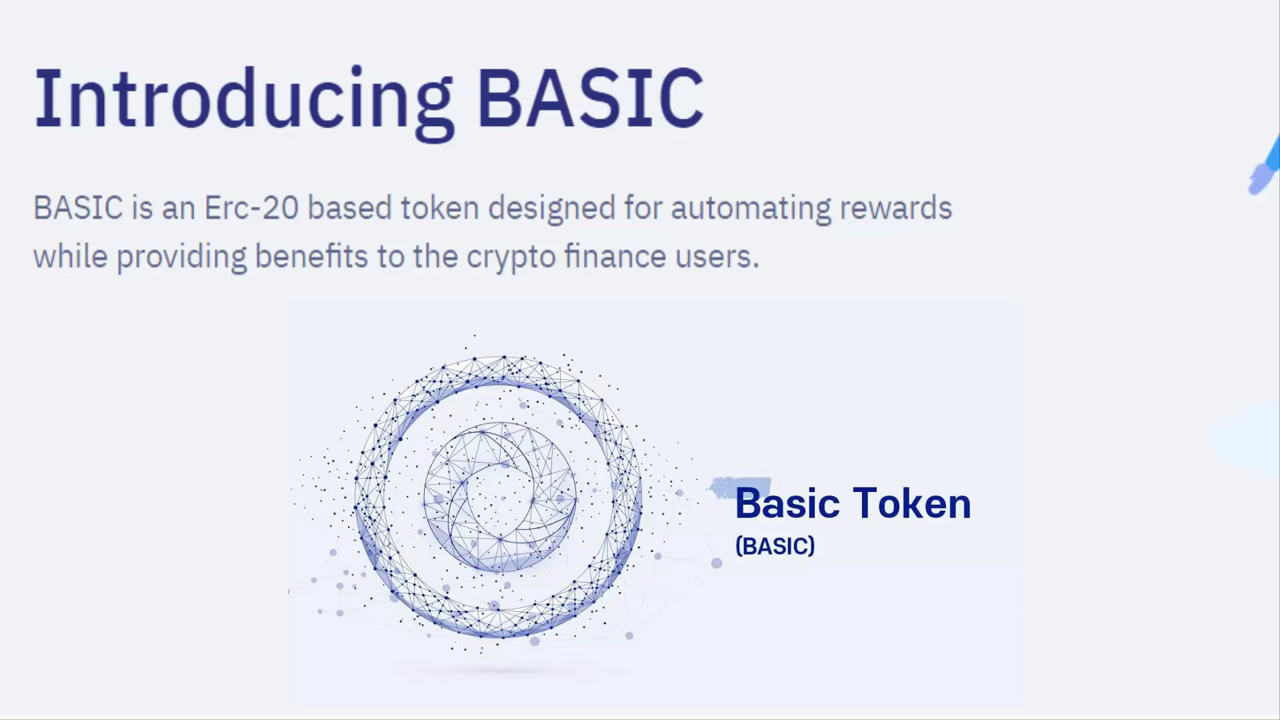 Introducing BASIC
BASIC is an Erc-20 based token designed for automating rewards
while providing benefits to the crypto finance users.
Basic Token
(BASIC)